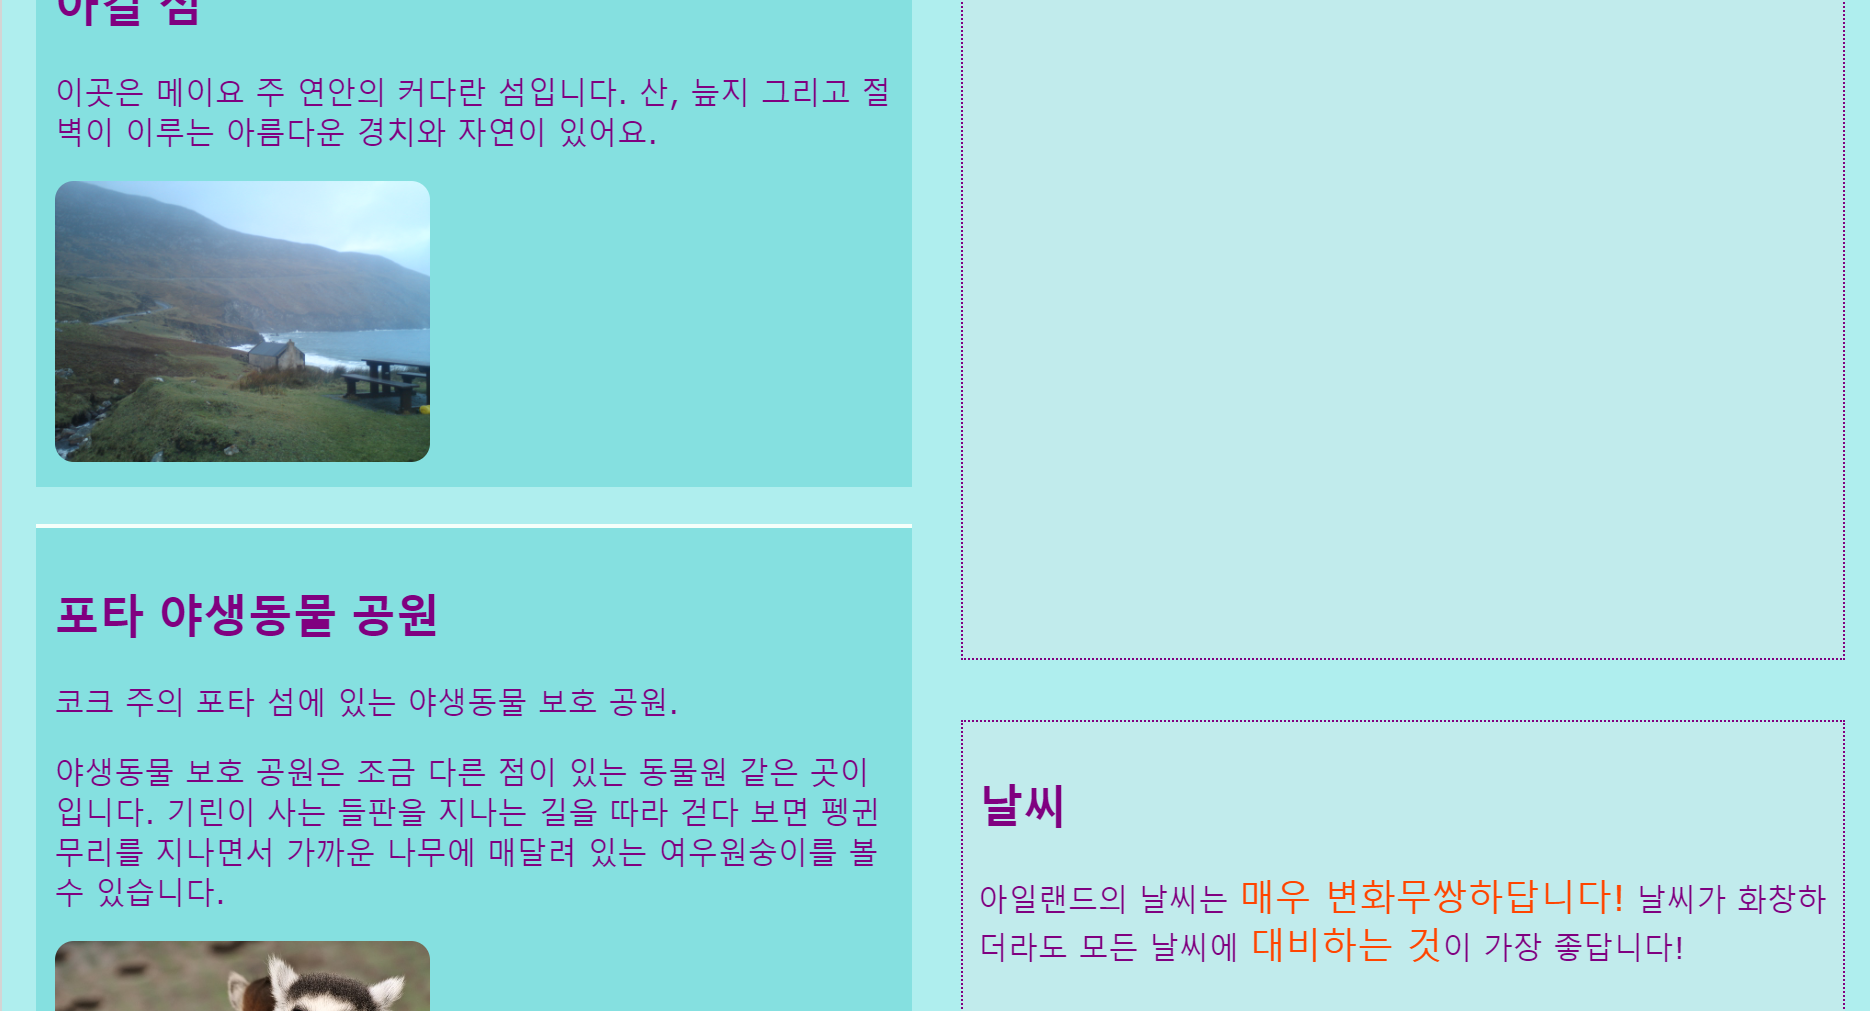 아킬 섬
이곳은 메이요 주 연안의 커다란 섬입니다. 산, 늪지 그리고 절
벽이 이루는 아름다운 경치와 자연이 있어요.
포타 야생동물 공원
코크 주의 포타 섬에 있는 야생동물 보호 공원.
야생동물 보호 공원은 조금 다른 점이 있는 동물원 같은 곳이
입니다. 기린이 사는 들판을 지나는 길을 따라 걷다 보면 펭귄
무리를 지나면서 가까운 나무에 매달려 있는 여우원숭이를 볼
수 있습니다.
날씨
아일랜드의 날씨는 매우 변화무쌍하답니다! 날씨가 화창하
더라도 모든 날씨에 대비하는 것이 가장 좋답니다!